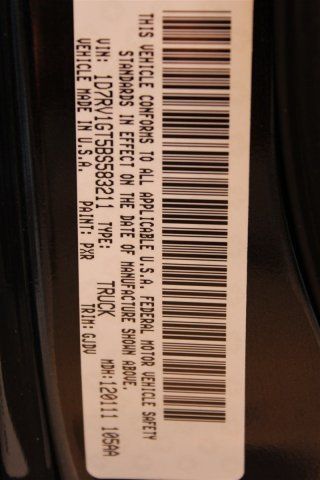 THIS VEHICLE CONFORMS TO ALL APPLICABLE U.S.A. FEDERAL MOTOR VEHICLE SAFETY
STANDARDS IN EFFECT ON THE DATE OF MANUFACTURE SHOWN ABOVE.
VIN: 1D7RV1GT5BS583211 TYPE: TRUCK MDH:120111 105AA
VEHICLE MADE IN U.S.A. PAINT: PXR TRIM:GJDV